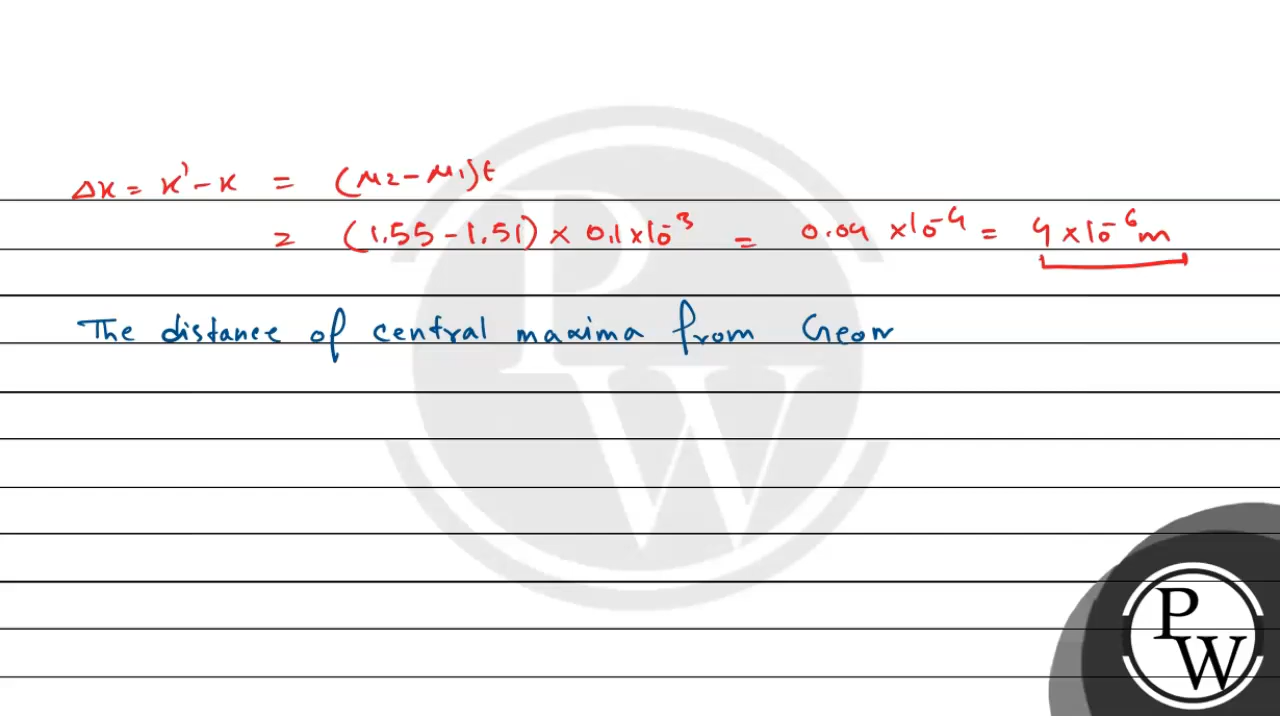 Δx = x' - x = (μ2 - μ1)t
= (1.55 - 1.51) × 0.1×10⁻³ = 0.04 ×10⁻⁴ = 4 ×10⁻⁶ m
The distance of central maxima from Geom
P
W
P
W